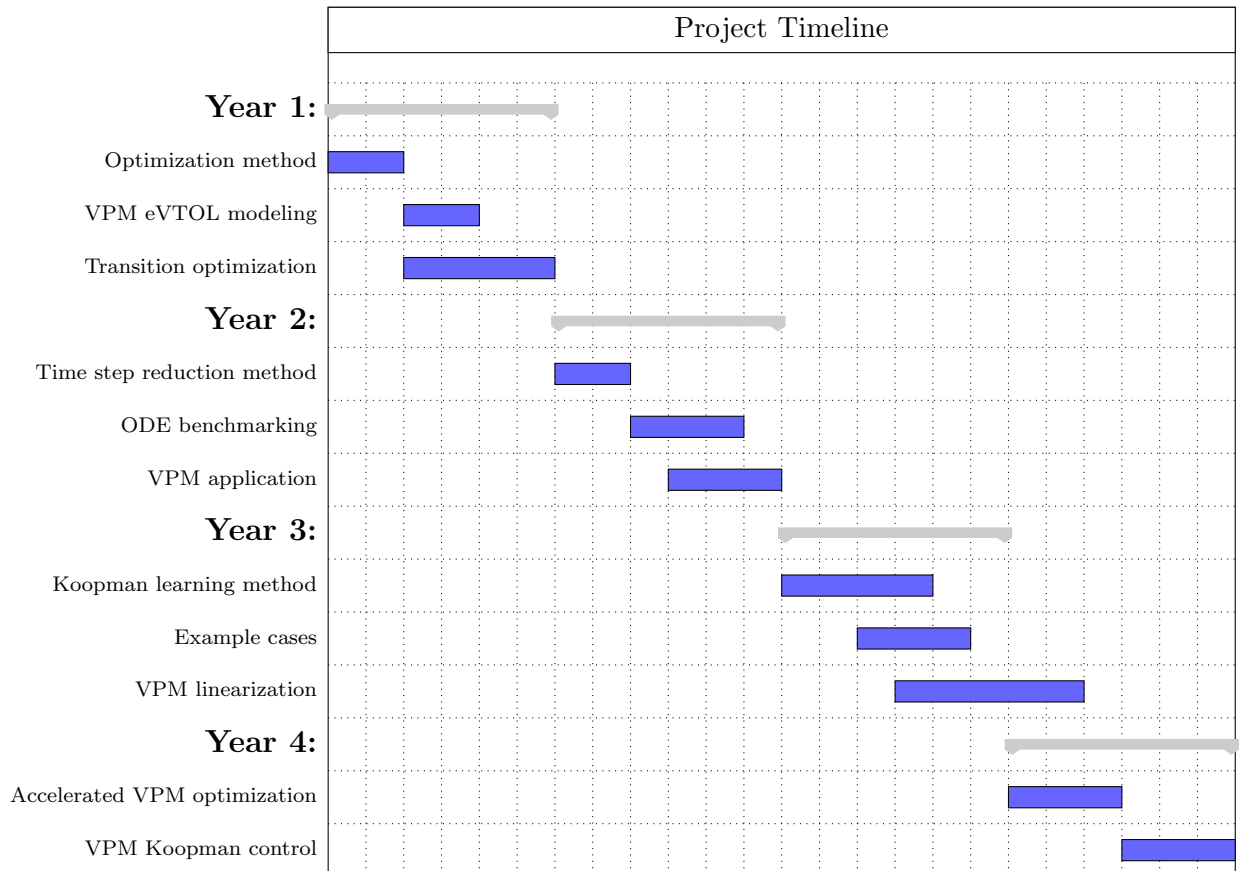 Project Timeline
Year 1:
Optimization method
VPM eVTOL modeling
Transition optimization
Year 2:
Time step reduction method
ODE benchmarking
VPM application
Year 3:
Koopman learning method
Example cases
VPM linearization
Year 4:
Accelerated VPM optimization
VPM Koopman control